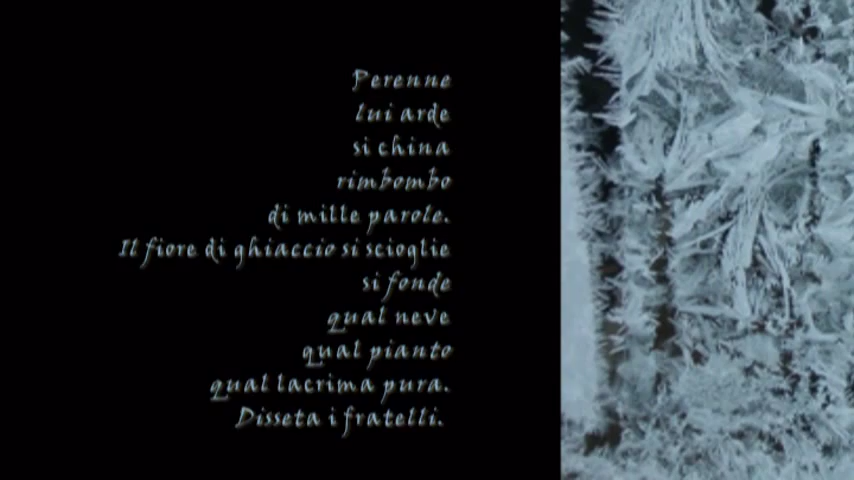 Perenne
lui arde
si china
rimbombo
di mille parole.
Il fiore di ghiaccio si scioglie
si fonde
qual neve
qual pianto
qual lacrima pura.
Disseta i fratelli.